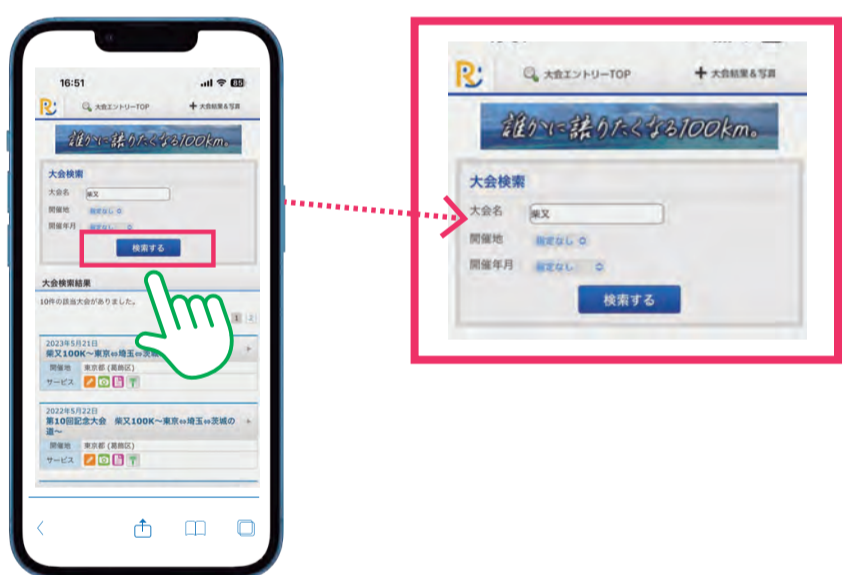 16:51
85
大会エントリーTOP
大会結果&写真
誰かに語りたくなる100km。
大会検索
大会名
柴又
開催地
指定なし
開催年月
指定なし
検索する
大会検索結果
10件の該当大会がありました。
1 2
2023年5月21日
柴又100K〜東京⇔埼玉⇔茨城
開催地 東京都 (葛飾区)
サービス
2022年5月22日
第10回記念大会 柴又100K〜東京⇔埼玉⇔茨城の
道〜
開催地 東京都 (葛飾区)
サービス
大会エントリーTOP
大会結果&写真
誰かに語りたくなる100km。
大会検索
大会名
柴又
開催地
指定なし
開催年月
指定なし
検索する